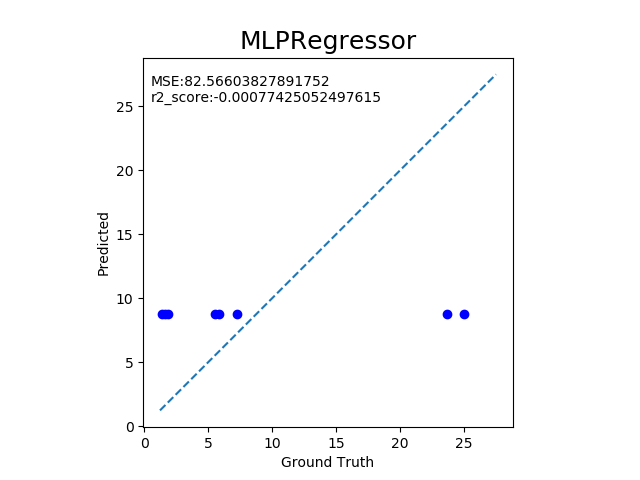 MLPRegressor
MSE:82.56603827891752
r2_score:-0.00077425052497615
25
20
15
10
5
0
Predicted
0 5 10 15 20 25
Ground Truth